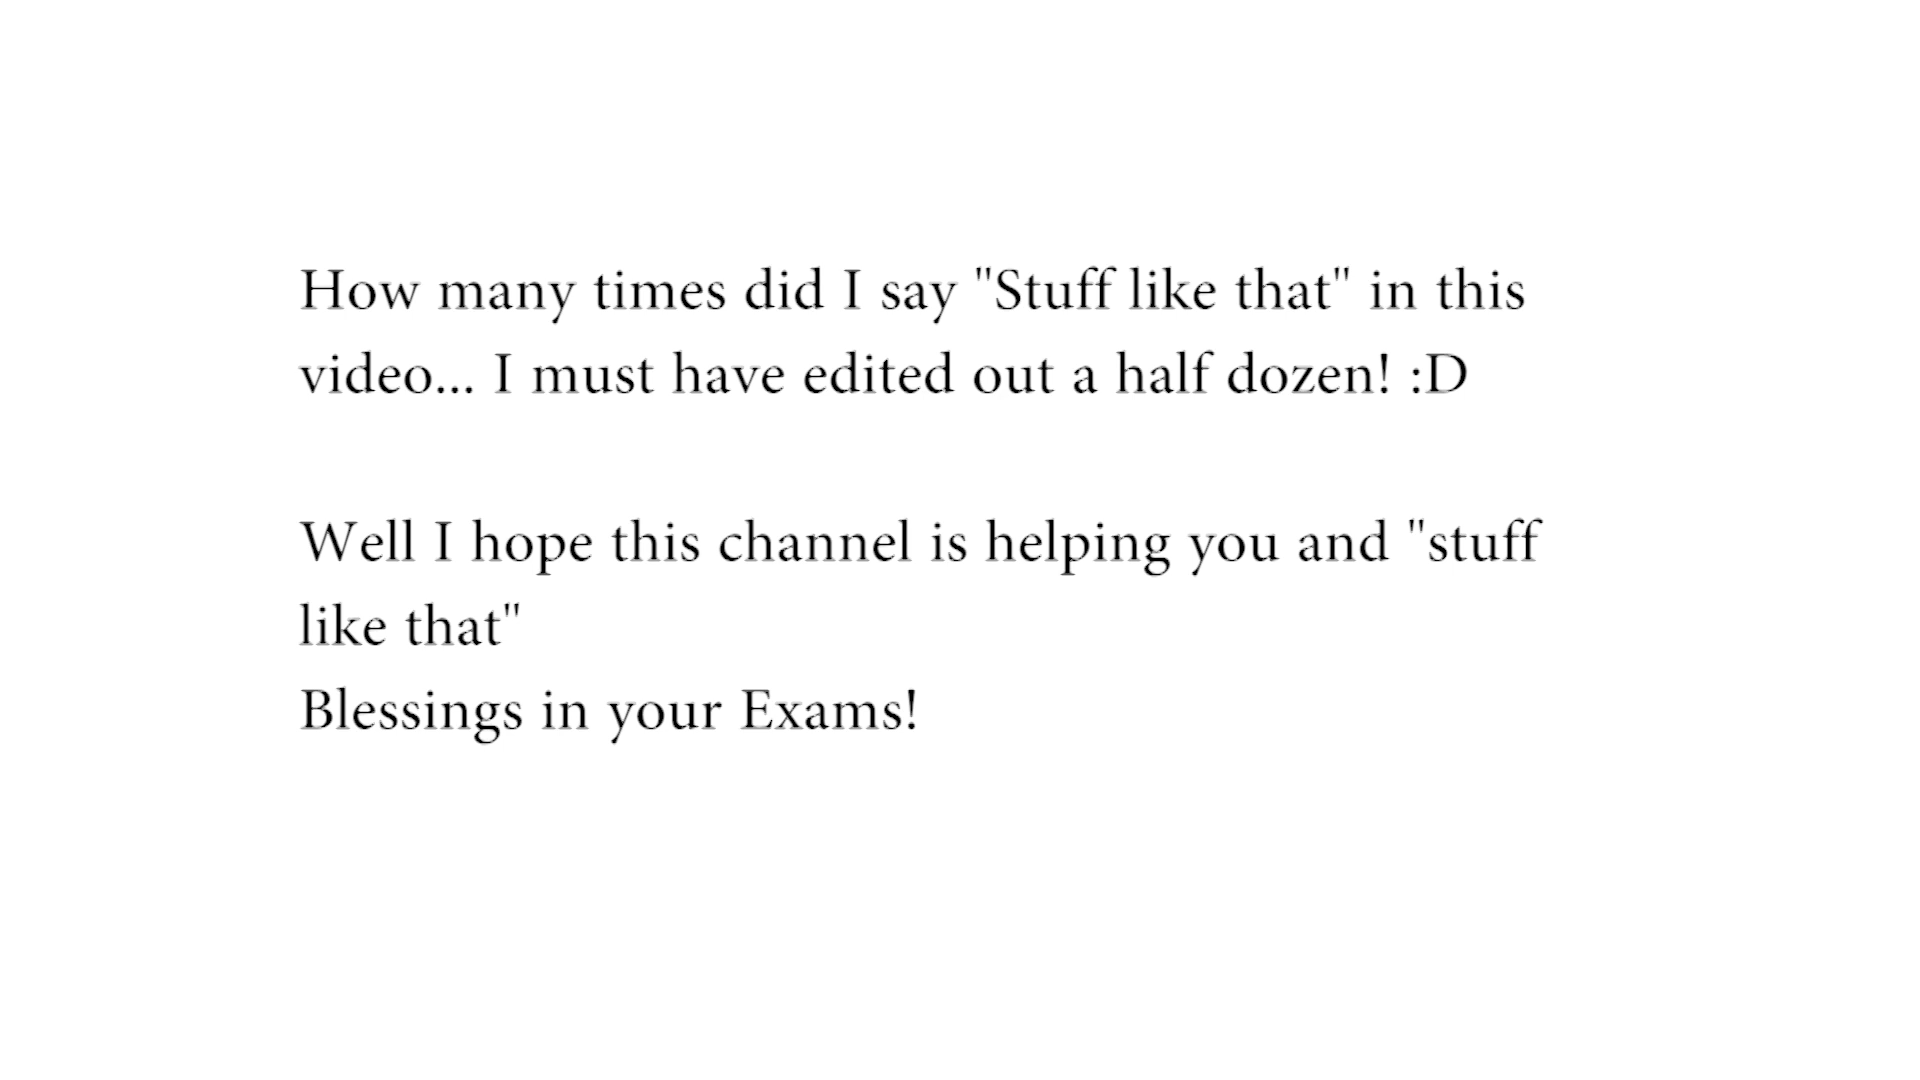 How many times did I say "Stuff like that" in this
video... I must have edited out a half dozen! :D
Well I hope this channel is helping you and "stuff
like that"
Blessings in your Exams!